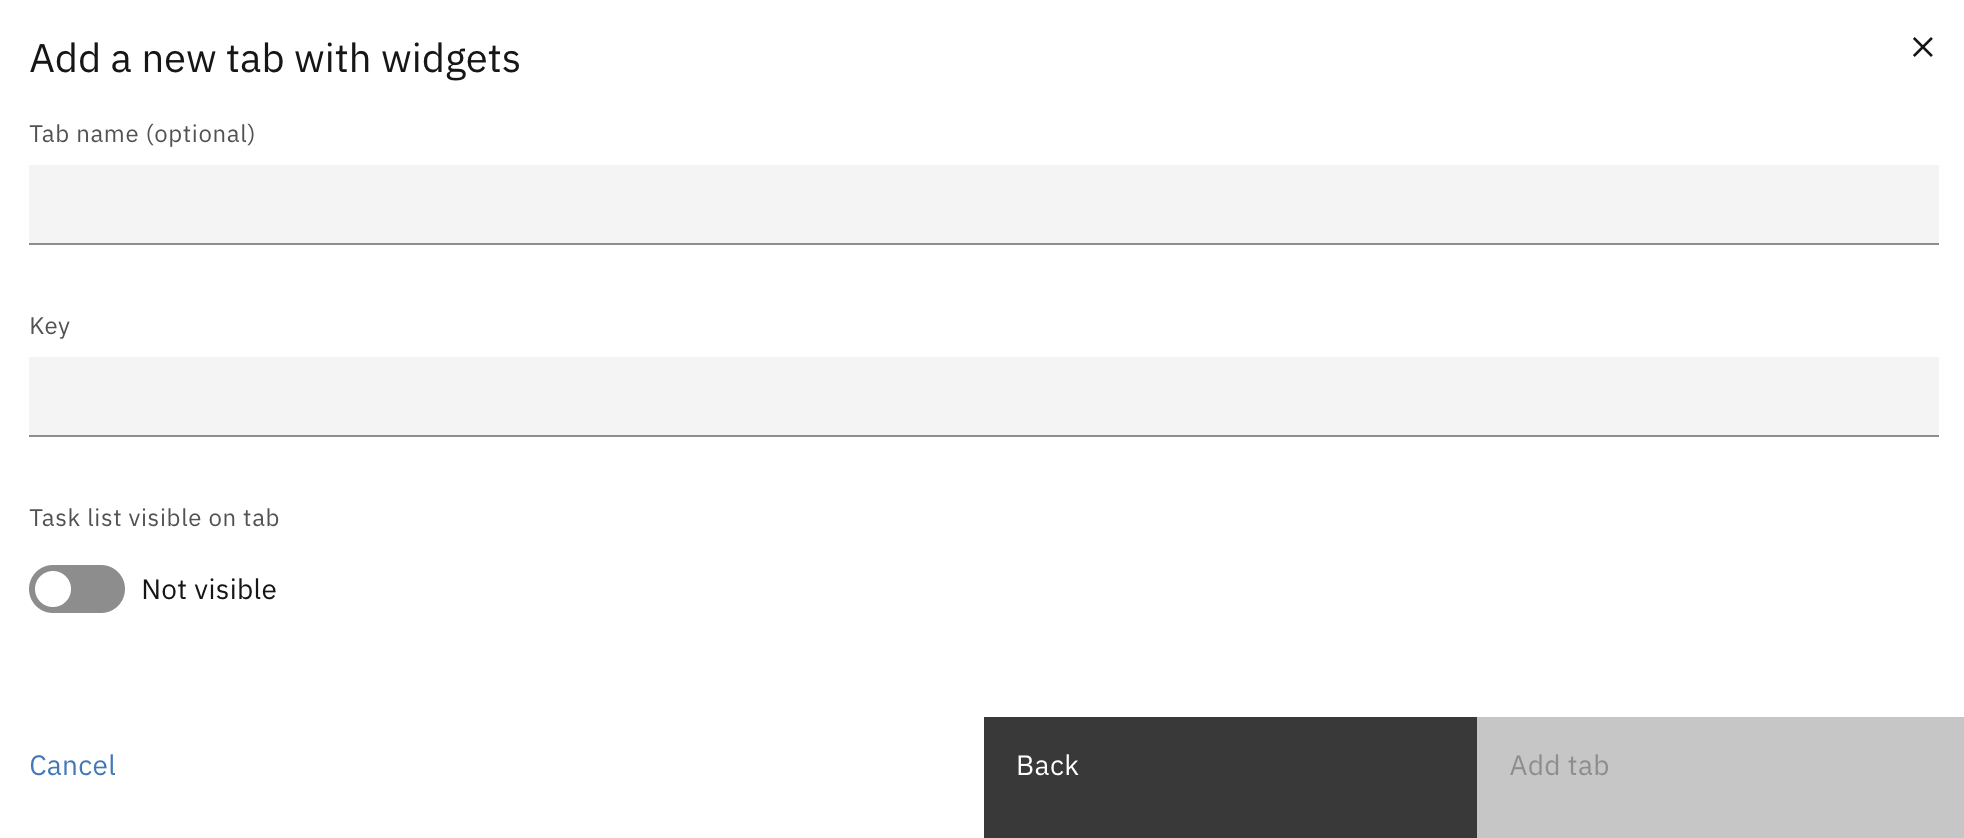 Add a new tab with widgets
Tab name (optional)
Key
Task list visible on tab
Not visible
Cancel
Back
Add tab